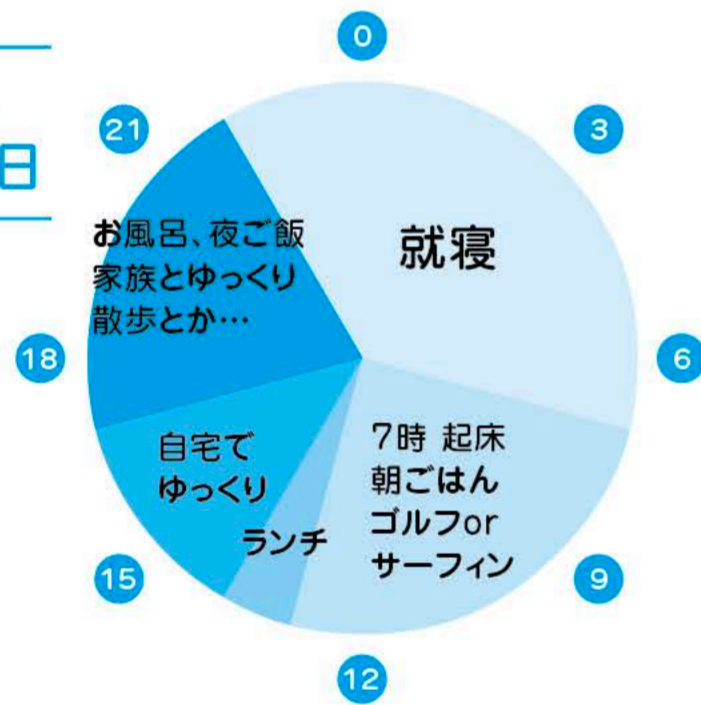 日
0
3
6
9
12
15
18
21
就寝
7時 起床
朝ごはん
ゴルフor
サーフィン
ランチ
自宅で
ゆっくり
お風呂、夜ご飯
家族とゆっくり
散歩とか…